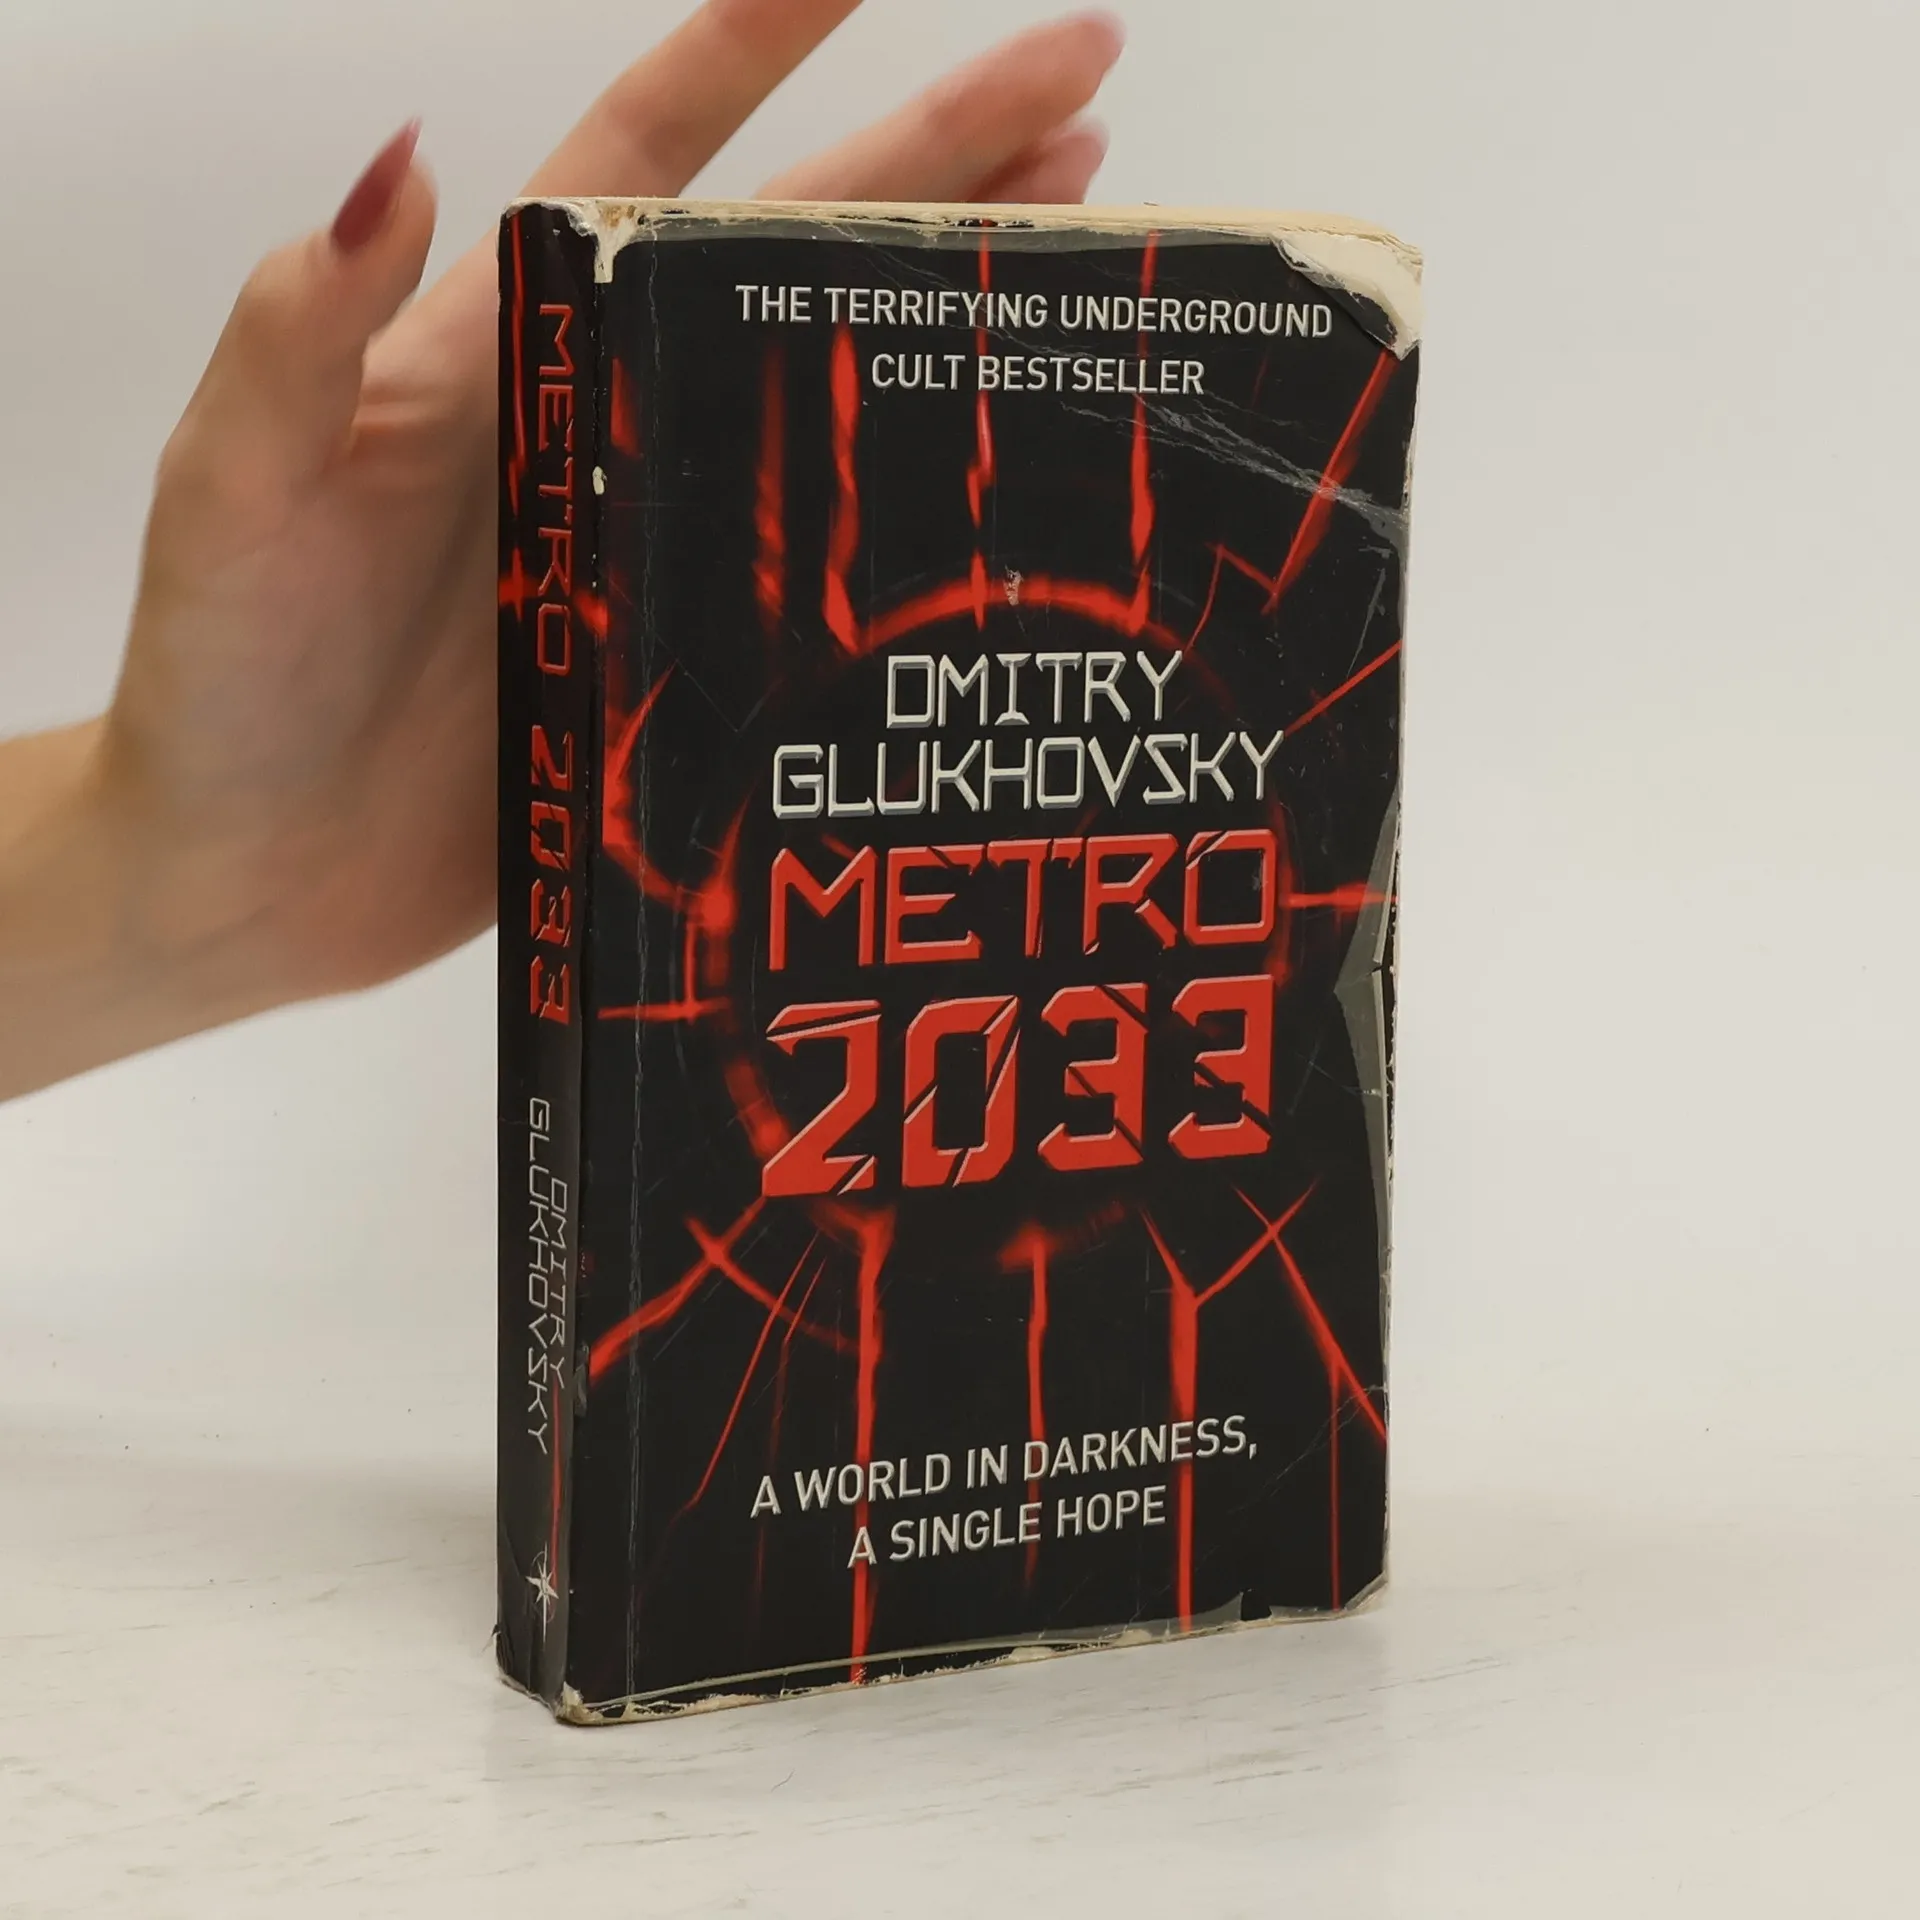 THE TERRIFYING UNDERGROUND
CULT BESTSELLER
DMITRY
GLUKHOVSKY
METRO
2033
A WORLD IN DARKNESS,
A SINGLE HOPE
METRO 2033
DMITRY
GLUKHOVSKY